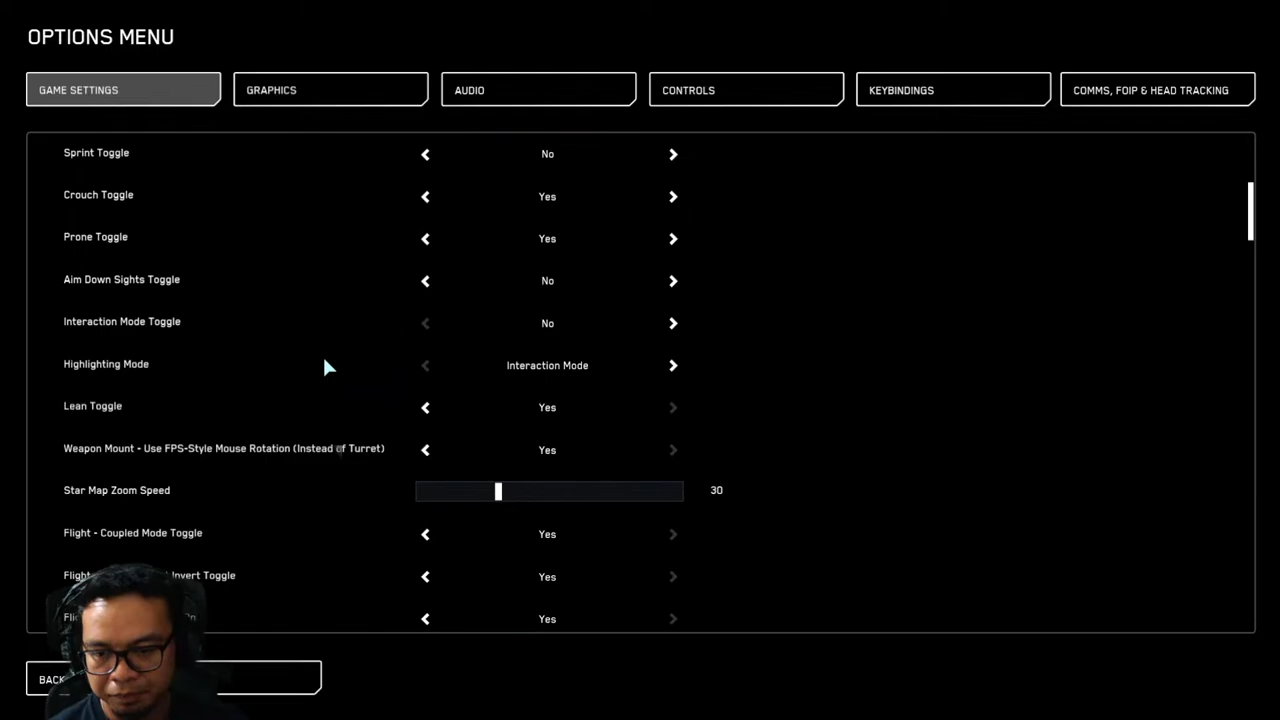 OPTIONS MENU
GAME SETTINGS
GRAPHICS
AUDIO
CONTROLS
KEYBINDINGS
COMMS, FOIP & HEAD TRACKING
Sprint Toggle No
Crouch Toggle Yes
Prone Toggle Yes
Aim Down Sights Toggle No
Interaction Mode Toggle No
Highlighting Mode Interaction Mode
Lean Toggle Yes
Weapon Mount - Use FPS-Style Mouse Rotation (Instead of Turret) Yes
Star Map Zoom Speed 30
Flight - Coupled Mode Toggle Yes
Flight Invert Toggle Yes
Yes
BACK